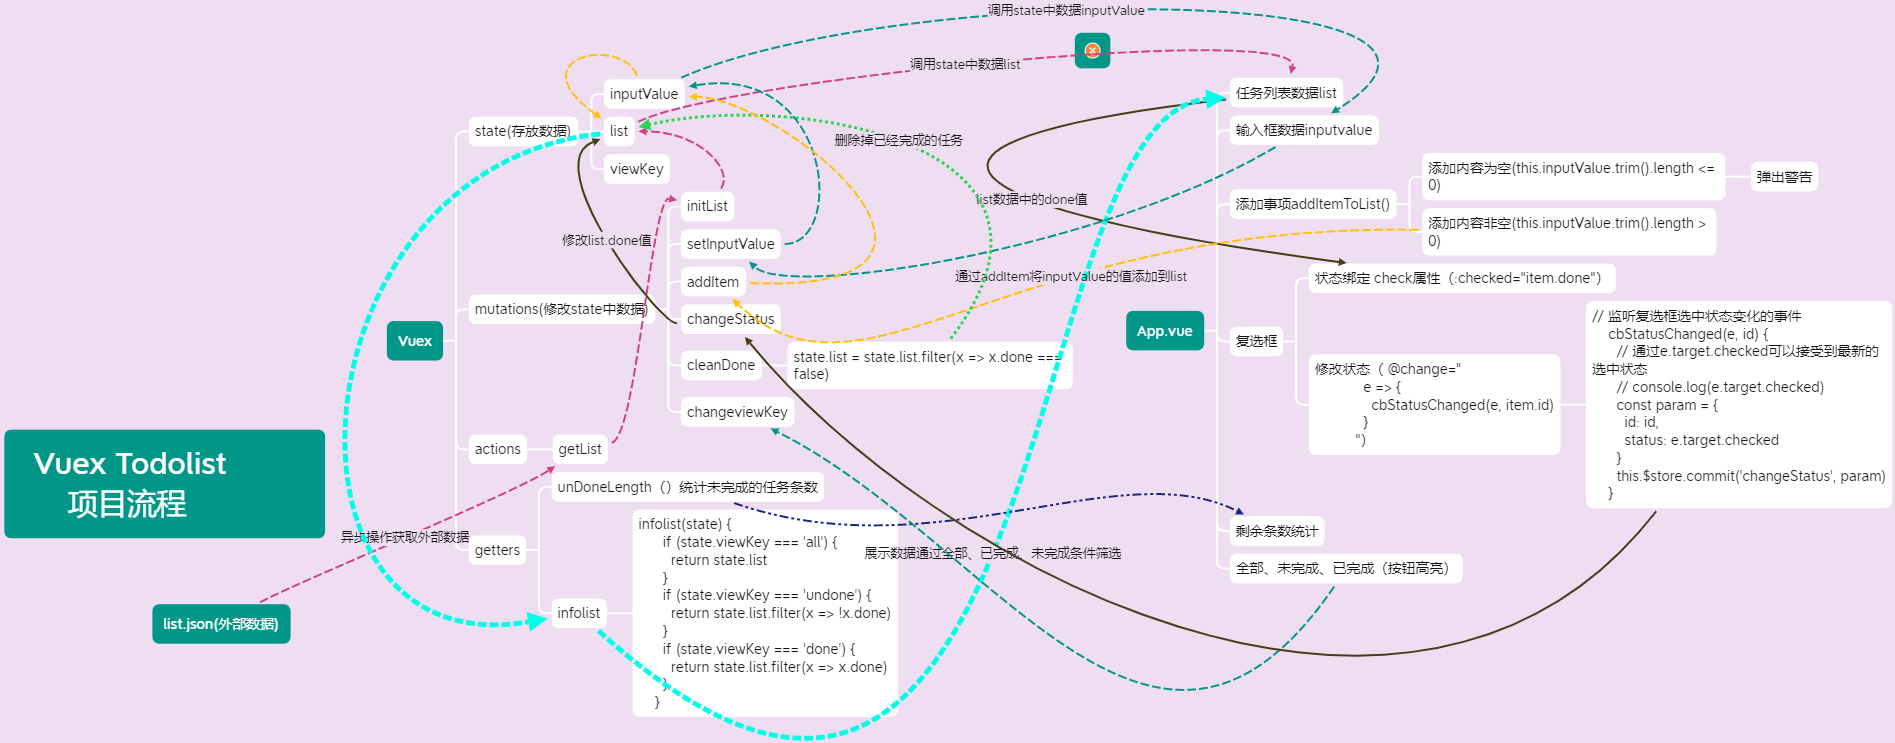 Vuex Todolist
项目流程
list.json(外部数据)
异步操作获取外部数据
Vuex
state(存放数据)
inputValue
list
viewKey
mutations(修改state中数据)
initList
setInputValue
addItem
changeStatus
cleanDone
state.list = state.list.filter(x => x.done ===
false)
changeviewKey
actions
getList
getters
unDoneLength（）统计未完成的任务条数
infolist
infolist(state) {
if (state.viewKey === 'all') {
return state.list
}
if (state.viewKey === 'undone') {
return state.list.filter(x => !x.done)
}
if (state.viewKey === 'done') {
return state.list.filter(x => x.done)
}
}
调用state中数据inputValue
调用state中数据list
删除掉已经完成的任务
修改list.done值
list数据中的done值
通过addItem将inputValue的值添加到list
展示数据通过全部、已完成、未完成条件筛选
App.vue
任务列表数据list
输入框数据inputvalue
添加事项addItemToList()
添加内容为空(this.inputValue.trim().length <=
0)
弹出警告
添加内容非空(this.inputValue.trim().length >
0)
复选框
状态绑定 check属性（:checked="item.done"）
修改状态（ @change="
e => {
cbStatusChanged(e, item.id)
}
")
// 监听复选框选中状态变化的事件
cbStatusChanged(e, id) {
// 通过e.target.checked可以接受到最新的
选中状态
// console.log(e.target.checked)
const param = {
id: id,
status: e.target.checked
}
this.$store.commit('changeStatus', param)
}
剩余条数统计
全部、未完成、已完成（按钮高亮）